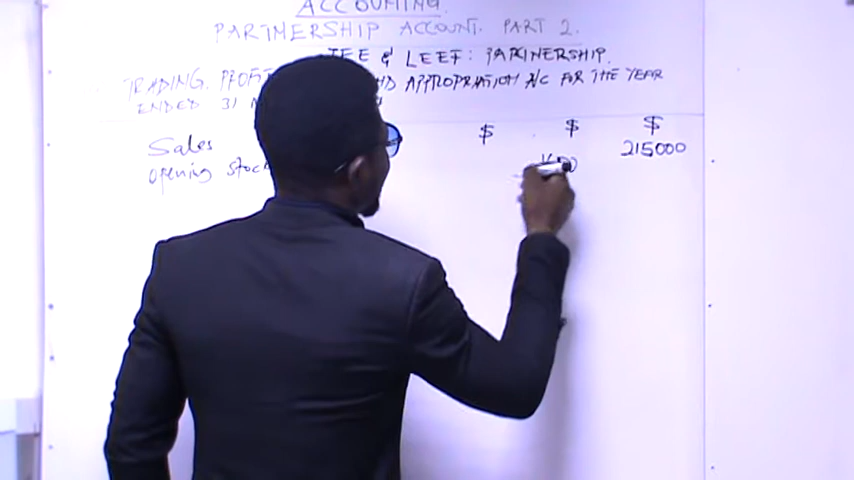 ACCOUNTING.
PARTNERSHIP ACCOUNT. PART 2.
TEE & LEEF: PARTNERSHIP.
TRADING. PROFIT APPROPRIATION A/C FOR THE YEAR
ENDED 31
$ $ $
Sales 215000
opening stock